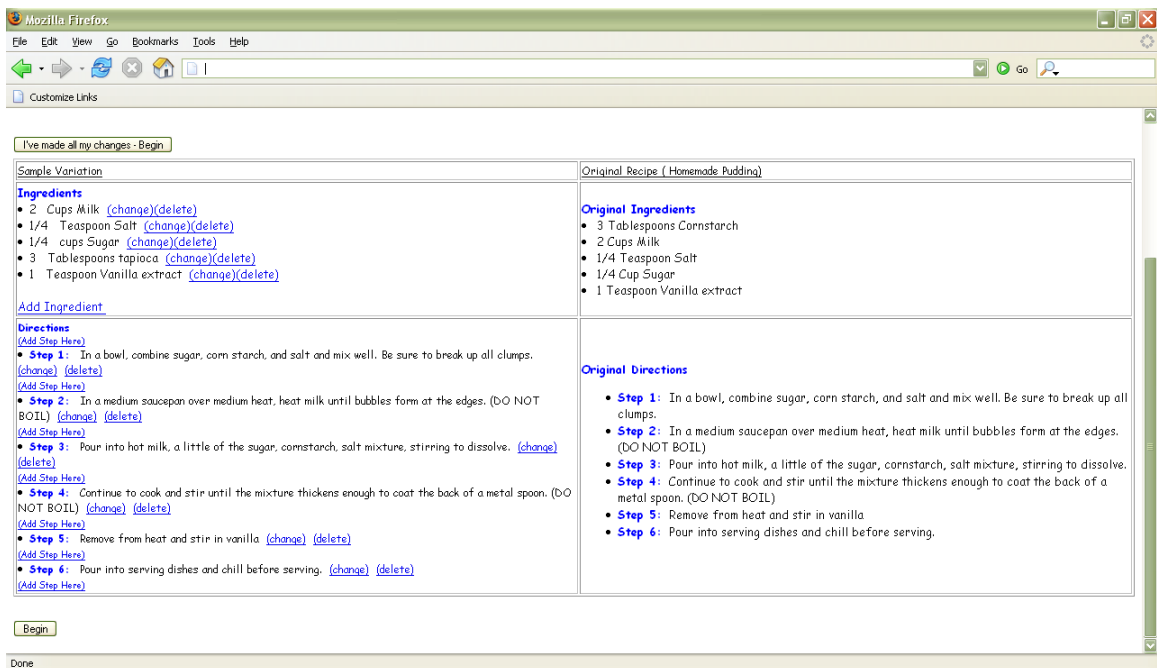 Mozilla Firefox
File Edit View Go Bookmarks Tools Help
Go
Customize Links
I've made all my changes - Begin
Sample Variation
Original Recipe ( Homemade Pudding)
Ingredients
• 2 Cups Milk (change)(delete)
• 1/4 Teaspoon Salt (change)(delete)
• 1/4 cups Sugar (change)(delete)
• 3 Tablespoons tapioca (change)(delete)
• 1 Teaspoon Vanilla extract (change)(delete)
Add Ingredient
Original Ingredients
• 3 Tablespoons Cornstarch
• 2 Cups Milk
• 1/4 Teaspoon Salt
• 1/4 Cup Sugar
• 1 Teaspoon Vanilla extract
Directions
(Add Step Here)
• Step 1: In a bowl, combine sugar, corn starch, and salt and mix well. Be sure to break up all clumps.
(change) (delete)
(Add Step Here)
• Step 2: In a medium saucepan over medium heat, heat milk until bubbles form at the edges. (DO NOT
BOIL) (change) (delete)
(Add Step Here)
• Step 3: Pour into hot milk, a little of the sugar, cornstarch, salt mixture, stirring to dissolve. (change)
(delete)
(Add Step Here)
• Step 4: Continue to cook and stir until the mixture thickens enough to coat the back of a metal spoon. (DO
NOT BOIL) (change) (delete)
(Add Step Here)
• Step 5: Remove from heat and stir in vanilla (change) (delete)
(Add Step Here)
• Step 6: Pour into serving dishes and chill before serving. (change) (delete)
(Add Step Here)
Original Directions
• Step 1: In a bowl, combine sugar, corn starch, and salt and mix well. Be sure to break up all
clumps.
• Step 2: In a medium saucepan over medium heat, heat milk until bubbles form at the edges.
(DO NOT BOIL)
• Step 3: Pour into hot milk, a little of the sugar, cornstarch, salt mixture, stirring to dissolve.
• Step 4: Continue to cook and stir until the mixture thickens enough to coat the back of a
metal spoon. (DO NOT BOIL)
• Step 5: Remove from heat and stir in vanilla
• Step 6: Pour into serving dishes and chill before serving.
Begin
Done